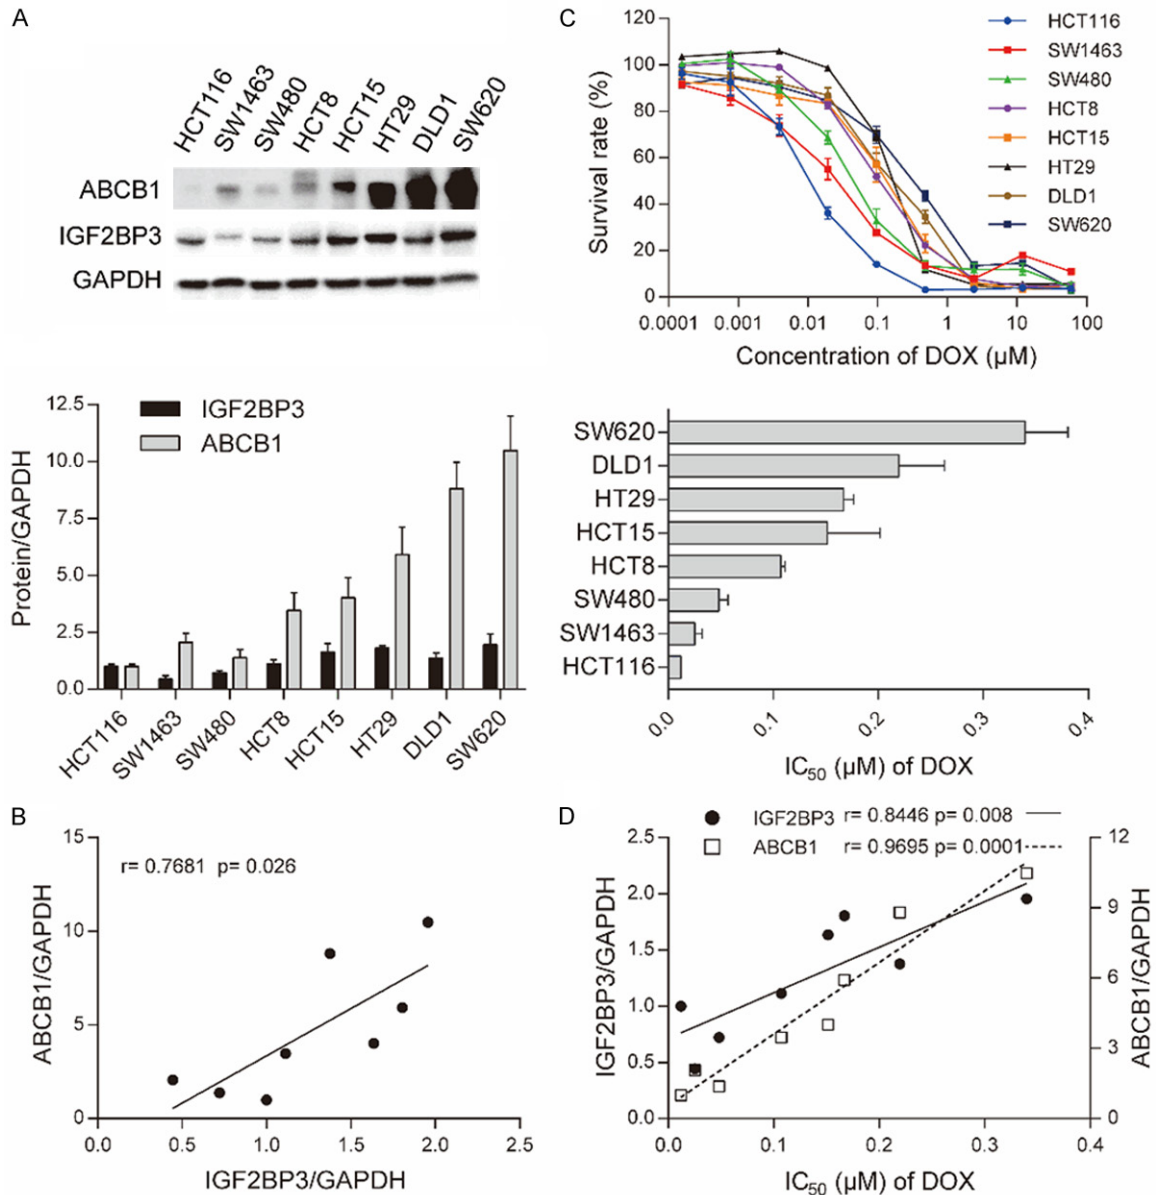 A
HCT116
SW1463
SW480
HCT8
HCT15
HT29
DLD1
SW620
ABCB1
IGF2BP3
GAPDH
Protein/GAPDH
12.5
10.0
7.5
5.0
2.5
0.0
IGF2BP3
ABCB1
HCT116
SW1463
SW480
HCT8
HCT15
HT29
DLD1
SW620
B
ABCB1/GAPDH
15
10
5
0
r= 0.7681 p= 0.026
0.0 0.5 1.0 1.5 2.0 2.5
IGF2BP3/GAPDH
C
Survival rate (%)
120
100
80
60
40
20
0
HCT116
SW1463
SW480
HCT8
HCT15
HT29
DLD1
SW620
0.0001 0.001 0.01 0.1 1 10 100
Concentration of DOX (µM)
SW620
DLD1
HT29
HCT15
HCT8
SW480
SW1463
HCT116
0.0 0.1 0.2 0.3 0.4
IC50 (µM) of DOX
D
IGF2BP3 r= 0.8446 p= 0.008
ABCB1 r= 0.9695 p= 0.0001
IGF2BP3/GAPDH
2.5
2.0
1.5
1.0
0.5
0.0
12
9
6
3
0
ABCB1/GAPDH
0.0 0.1 0.2 0.3 0.4
IC50 (µM) of DOX